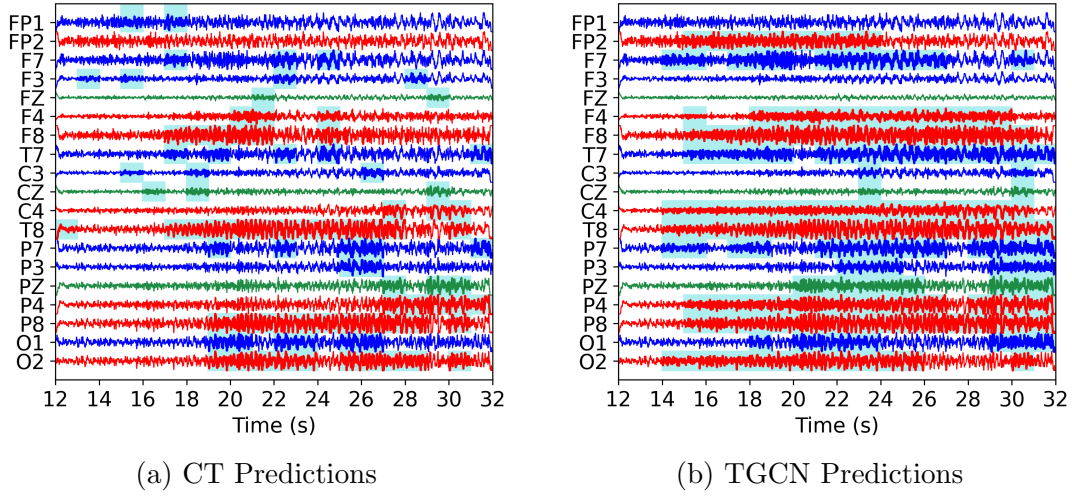 FP1
FP2
F7
F3
FZ
F4
F8
T7
C3
CZ
C4
T8
P7
P3
PZ
P4
P8
O1
O2
12 14 16 18 20 22 24 26 28 30 32
Time (s)
(a) CT Predictions
FP1
FP2
F7
F3
FZ
F4
F8
T7
C3
CZ
C4
T8
P7
P3
PZ
P4
P8
O1
O2
12 14 16 18 20 22 24 26 28 30 32
Time (s)
(b) TGCN Predictions